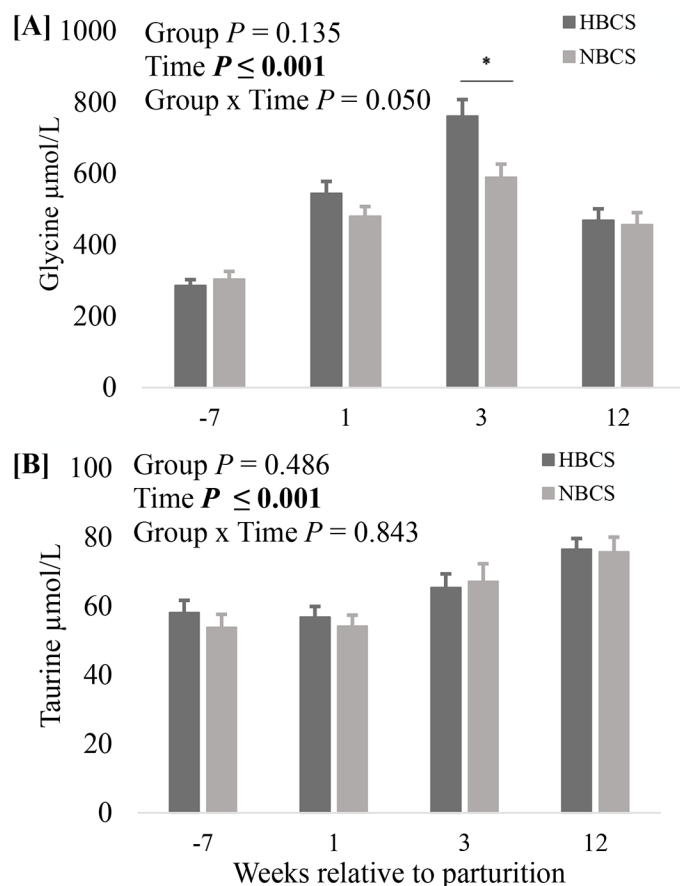 [A]
Group P = 0.135
Time P ≤ 0.001
Group x Time P = 0.050
HBCS
NBCS
*
Glycine µmol/L
1000
800
600
400
200
0
-7 1 3 12
[B]
Group P = 0.486
Time P ≤ 0.001
Group x Time P = 0.843
HBCS
NBCS
Taurine µmol/L
100
80
60
40
20
0
-7 1 3 12
Weeks relative to parturition